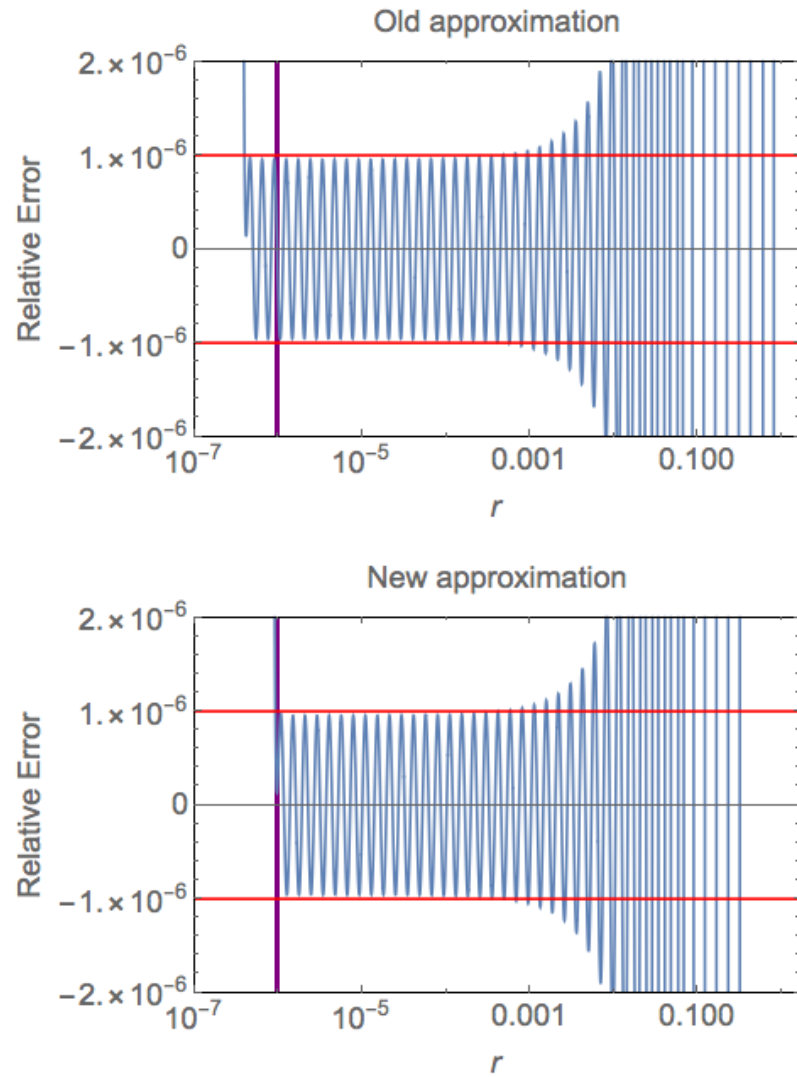 Old approximation
2.×10⁻⁶
1.×10⁻⁶
0
−1.×10⁻⁶
−2.×10⁻⁶
Relative Error
10⁻⁷ 10⁻⁵ 0.001 0.100
r
New approximation
2.×10⁻⁶
1.×10⁻⁶
0
−1.×10⁻⁶
−2.×10⁻⁶
Relative Error
10⁻⁷ 10⁻⁵ 0.001 0.100
r